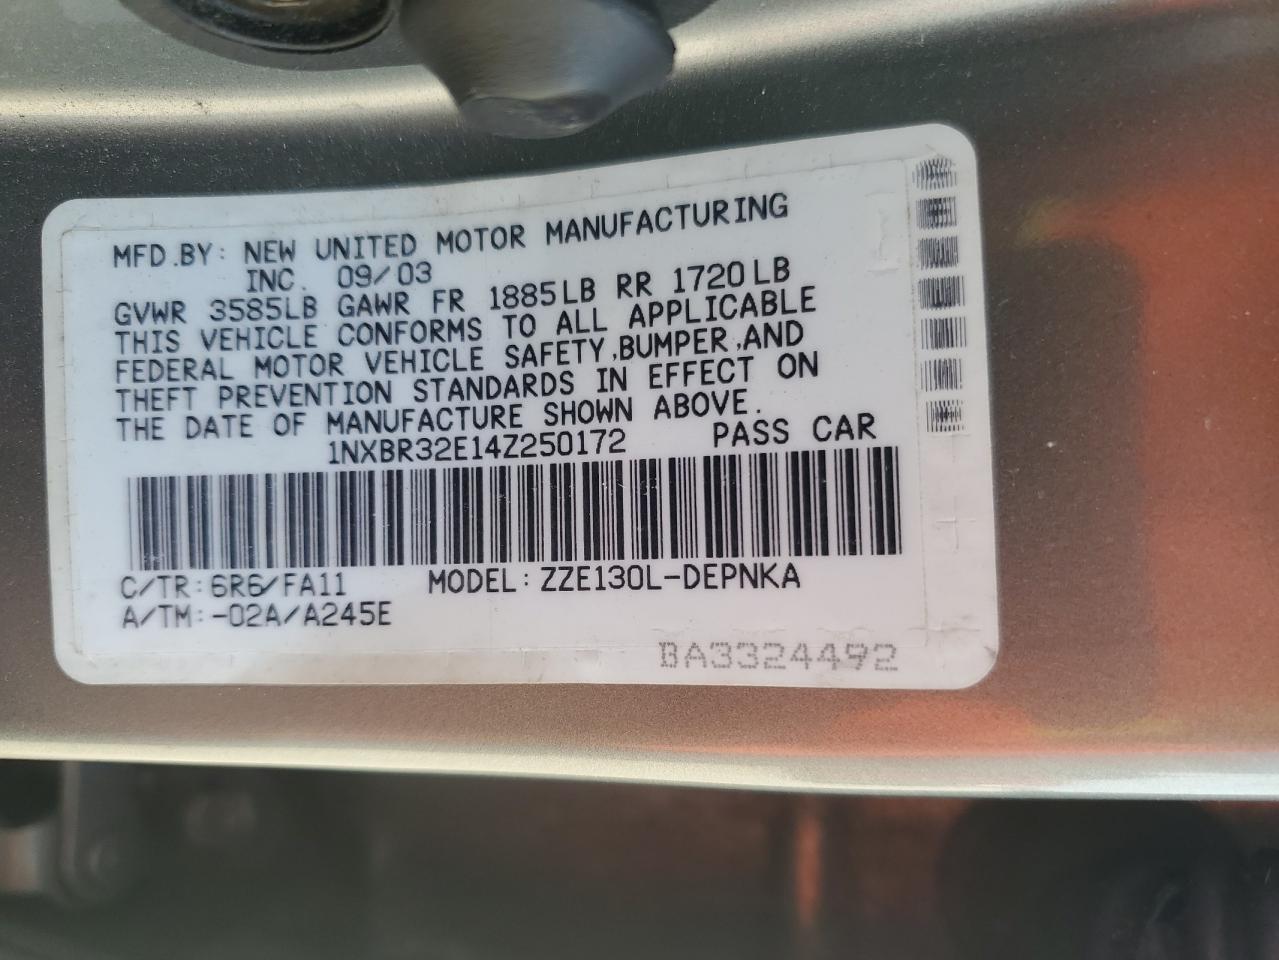 MFD.BY: NEW UNITED MOTOR MANUFACTURING
INC. 09/03
GVWR 3585LB GAWR FR 1885LB RR 1720LB
THIS VEHICLE CONFORMS TO ALL APPLICABLE
FEDERAL MOTOR VEHICLE SAFETY,BUMPER,AND
THEFT PREVENTION STANDARDS IN EFFECT ON
THE DATE OF MANUFACTURE SHOWN ABOVE.
1NXBR32E14Z250172 PASS CAR
C/TR:6R6/FA11 MODEL:ZZE130L-DEPNKA
A/TM:-02A/A245E
BA3324492